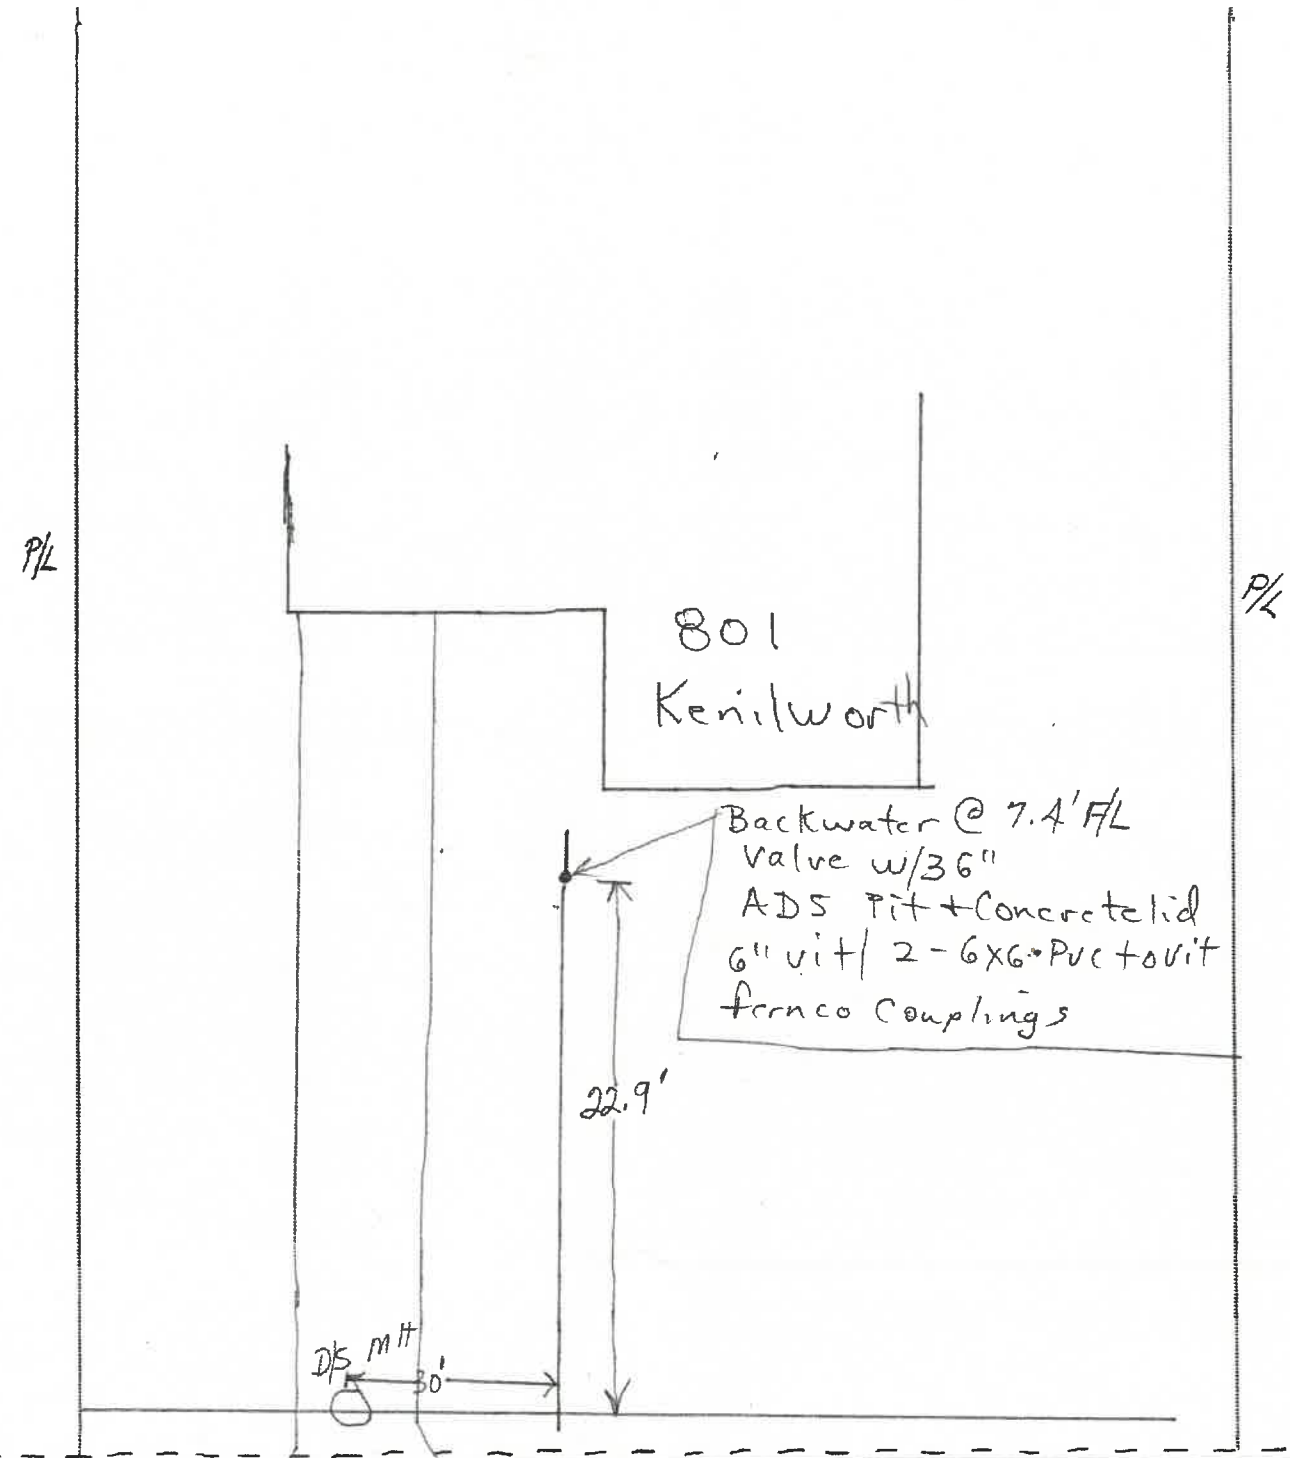 P/L
P/L
801
Kenilworth
Backwater @ 7.4' F/L
Valve w/36"
ADS Pit + Concrete lid
6" vit/ 2-6x6 Pvc to vit
fernco Couplings
22.9'
D/S MH
30'